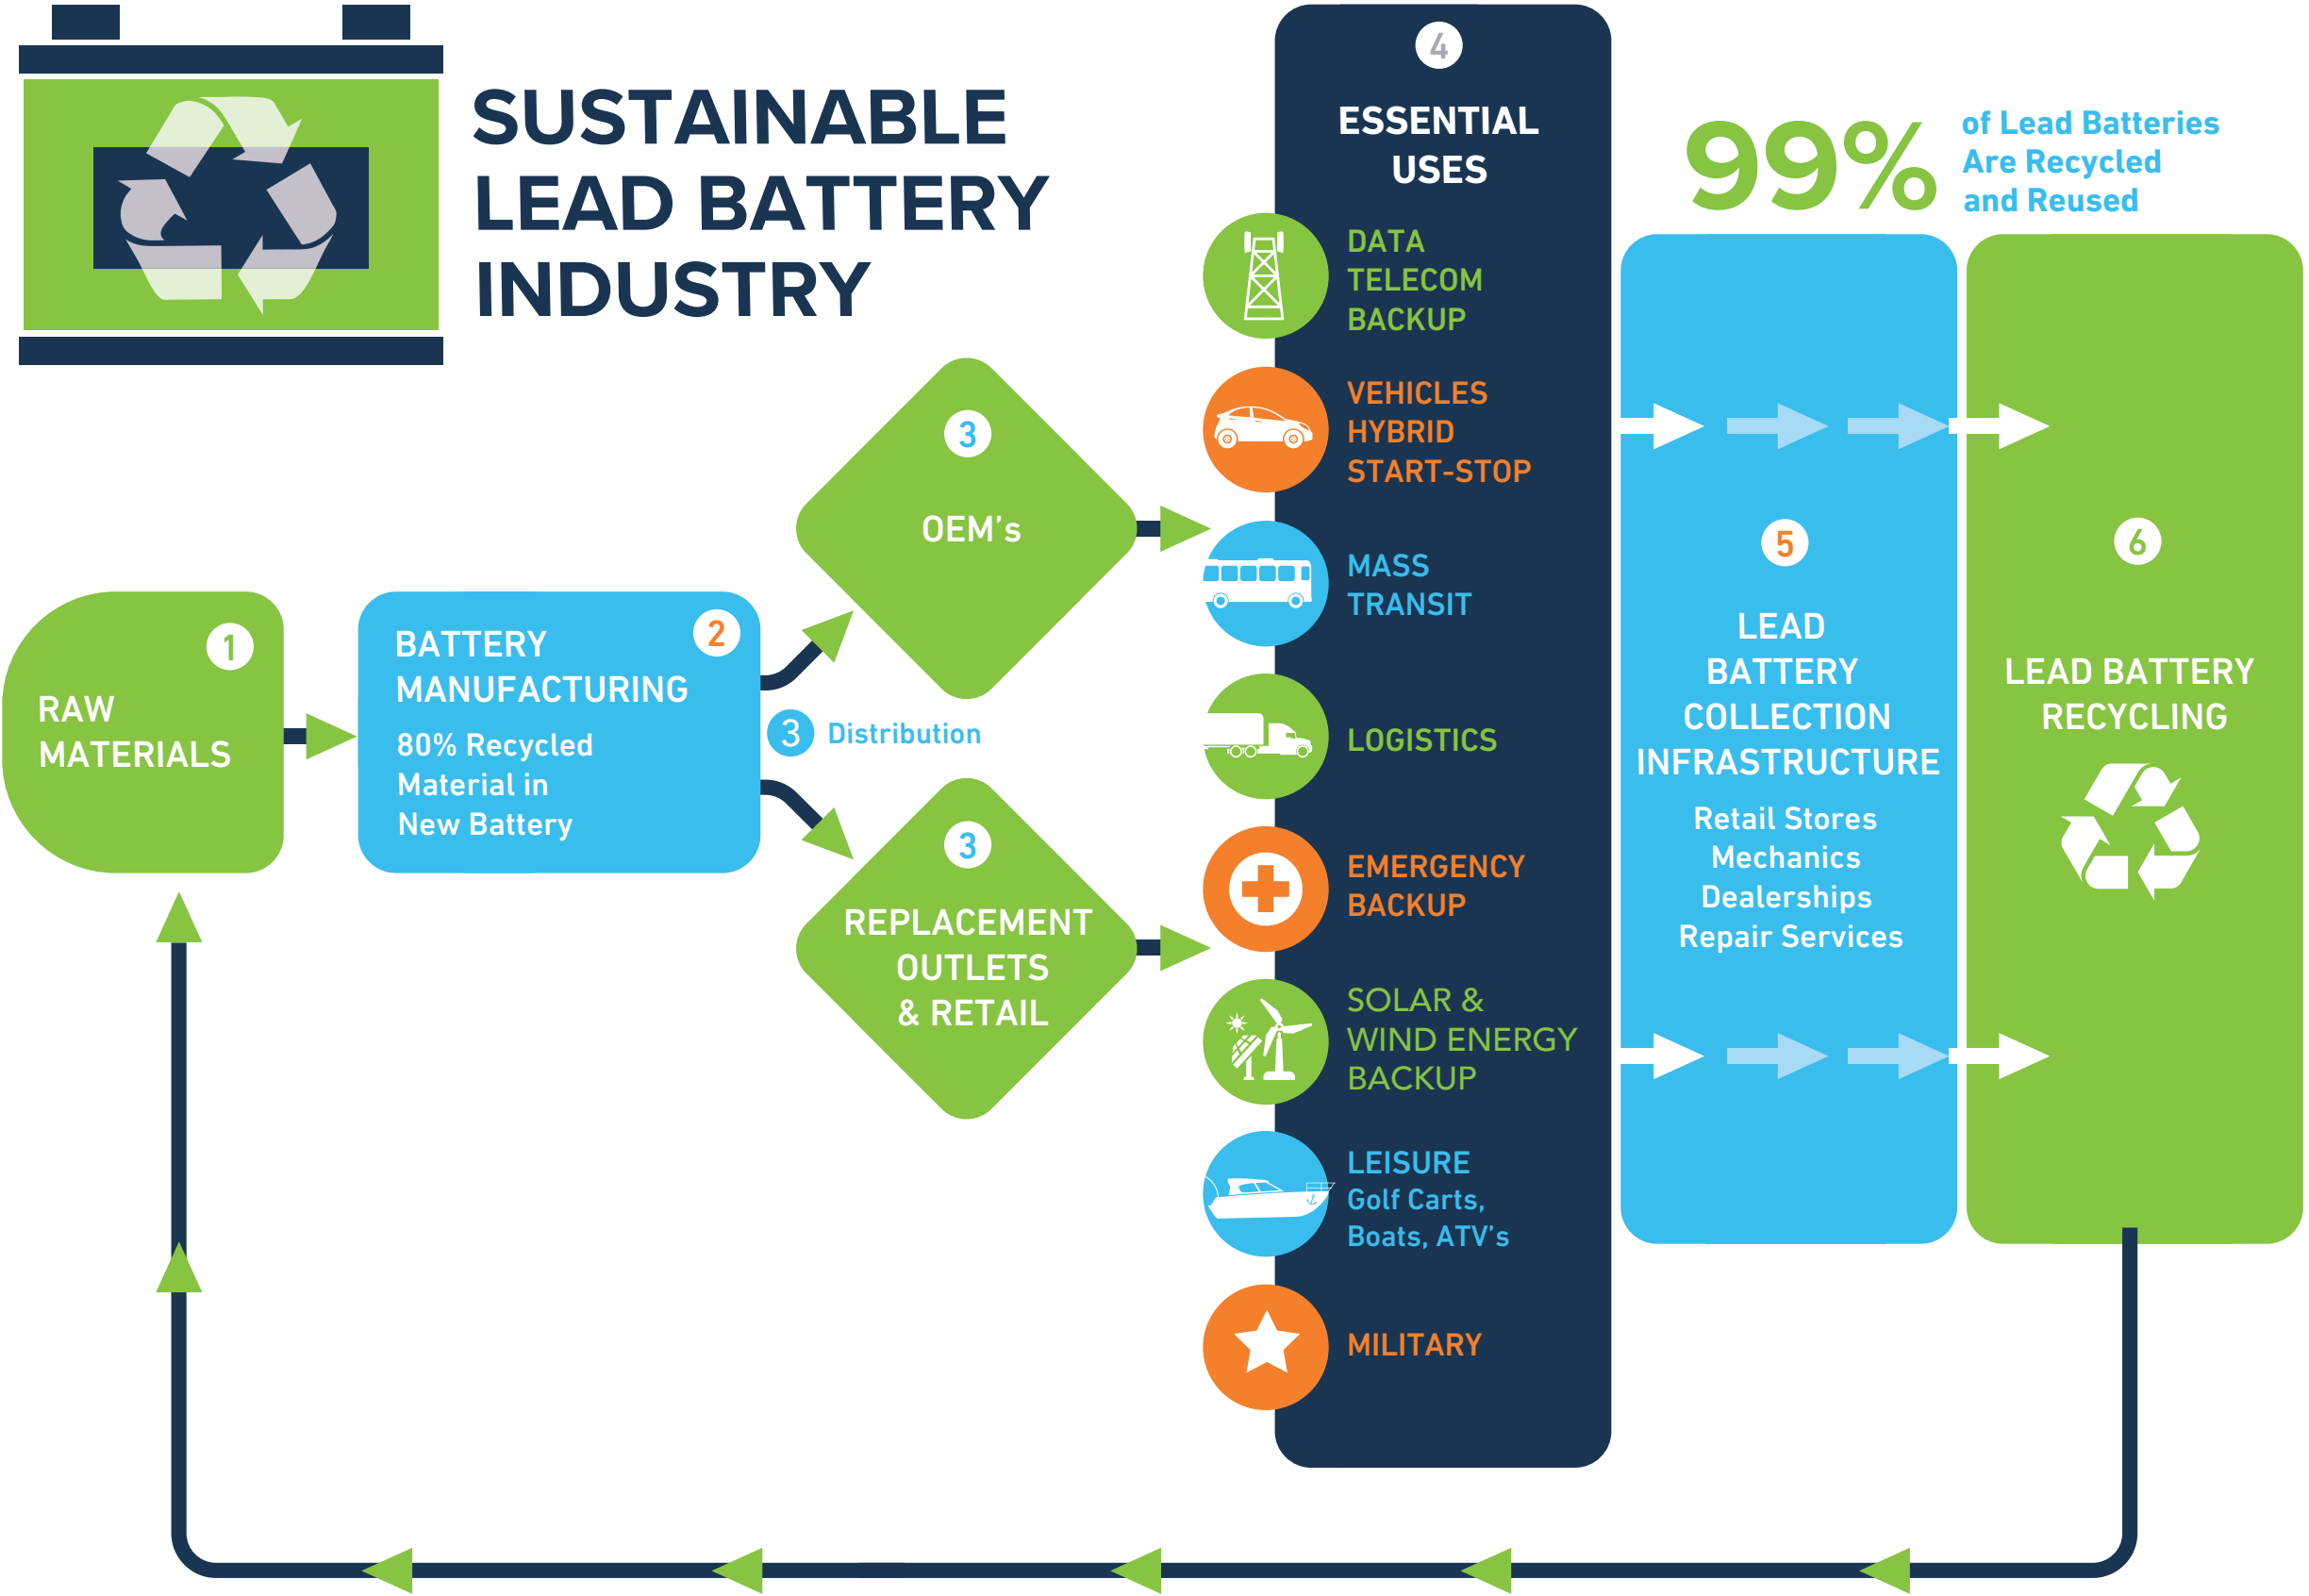 SUSTAINABLE
LEAD BATTERY
INDUSTRY
1
RAW
MATERIALS
2
BATTERY
MANUFACTURING
80% Recycled
Material in
New Battery
3 Distribution
3
OEM's
3
REPLACEMENT
OUTLETS
& RETAIL
4
ESSENTIAL
USES
DATA
TELECOM
BACKUP
VEHICLES
HYBRID
START-STOP
MASS
TRANSIT
LOGISTICS
EMERGENCY
BACKUP
SOLAR &
WIND ENERGY
BACKUP
LEISURE
Golf Carts,
Boats, ATV's
MILITARY
99%
of Lead Batteries
Are Recycled
and Reused
5
LEAD
BATTERY
COLLECTION
INFRASTRUCTURE
Retail Stores
Mechanics
Dealerships
Repair Services
6
LEAD BATTERY
RECYCLING